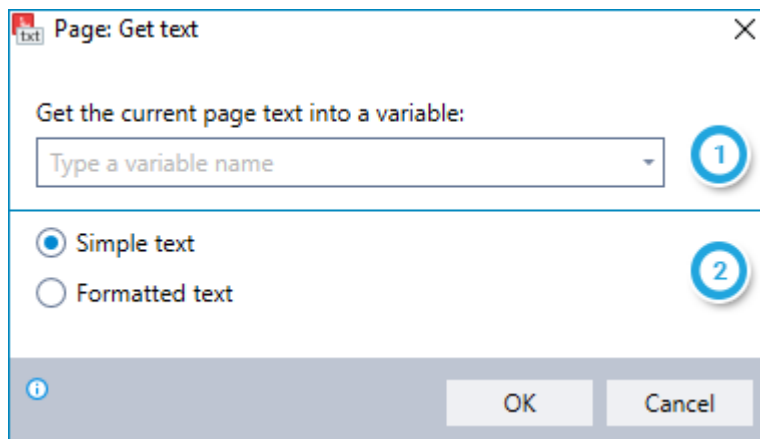 txt Page: Get text
Get the current page text into a variable:
Type a variable name
1
Simple text
2
Formatted text
OK Cancel